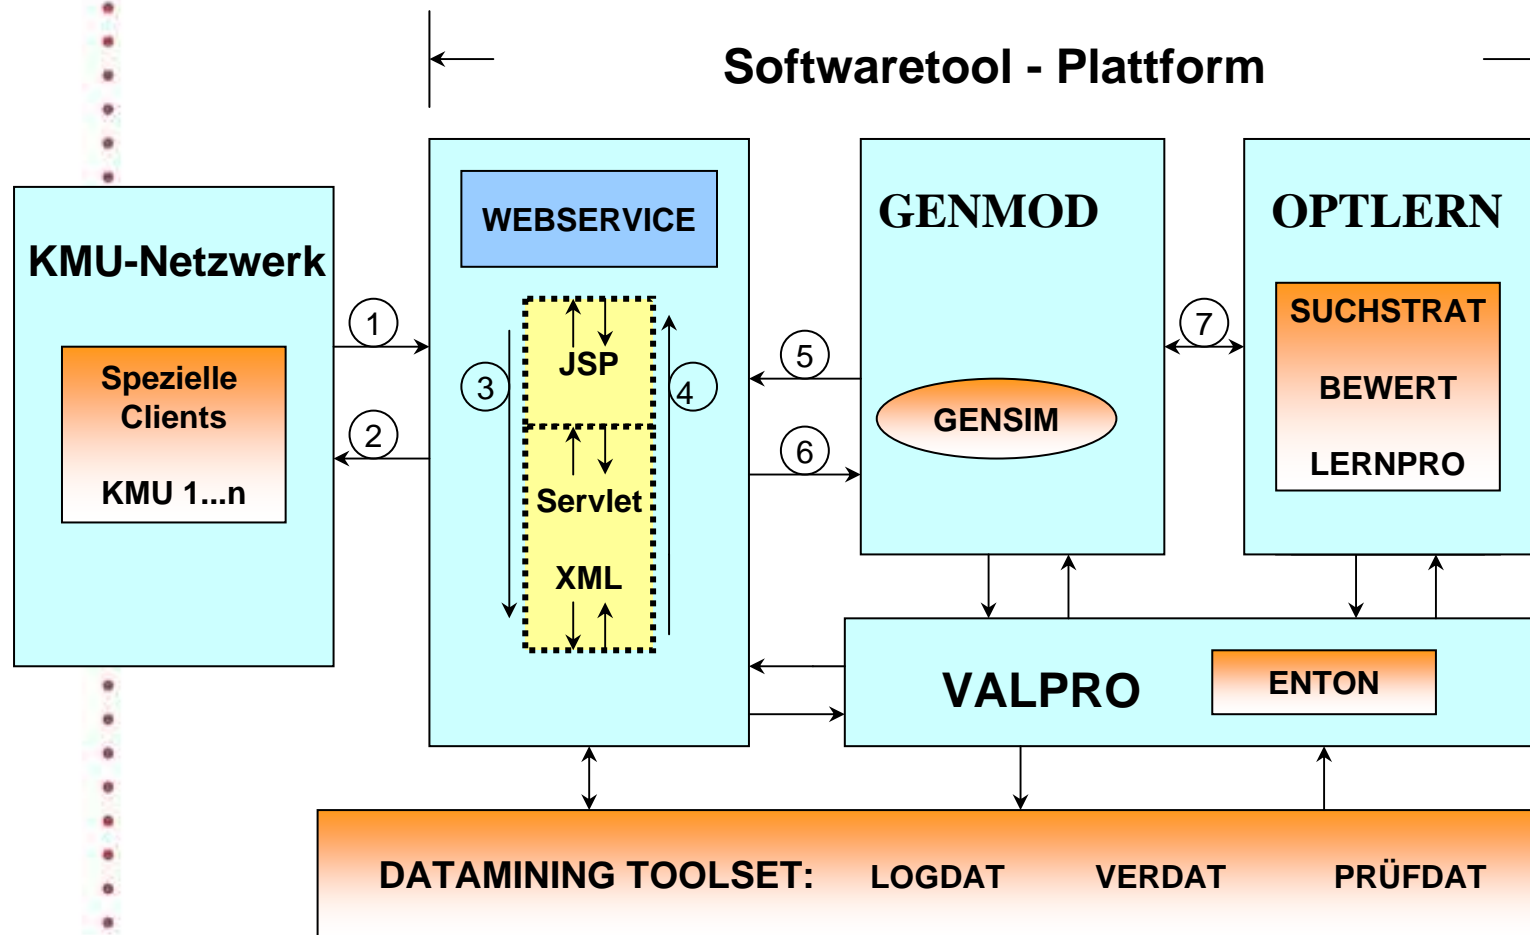 Softwaretool - Plattform
KMU-Netzwerk
Spezielle
Clients
KMU 1...n
1
2
WEBSERVICE
3
JSP
4
Servlet
XML
5
6
GENMOD
GENSIM
7
OPTLERN
SUCHSTRAT
BEWERT
LERNPRO
VALPRO
ENTON
DATAMINING TOOLSET: LOGDAT VERDAT PRÜFDAT